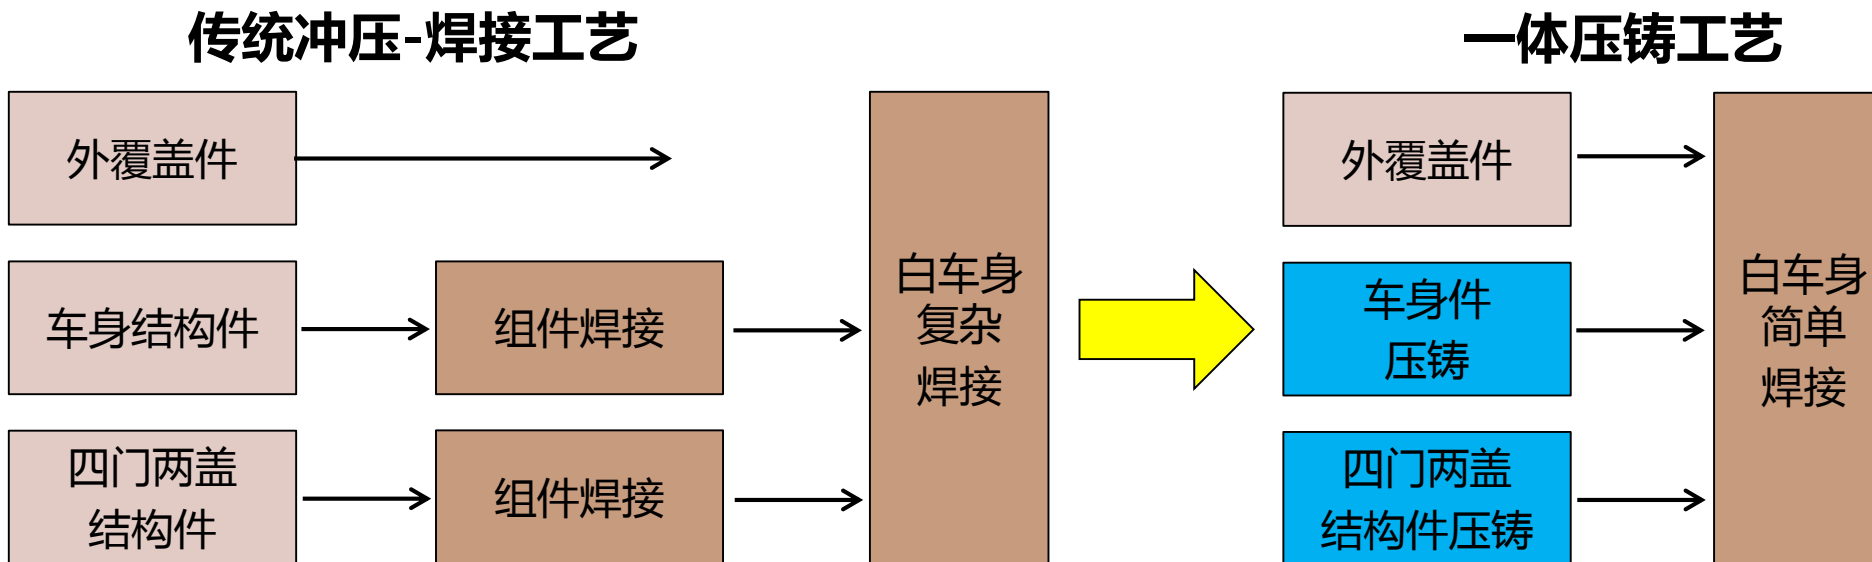 传统冲压-焊接工艺
外覆盖件
车身结构件
组件焊接
四门两盖
结构件
组件焊接
白车身
复杂
焊接
一体压铸工艺
外覆盖件
车身件
压铸
四门两盖
结构件压铸
白车身
简单
焊接